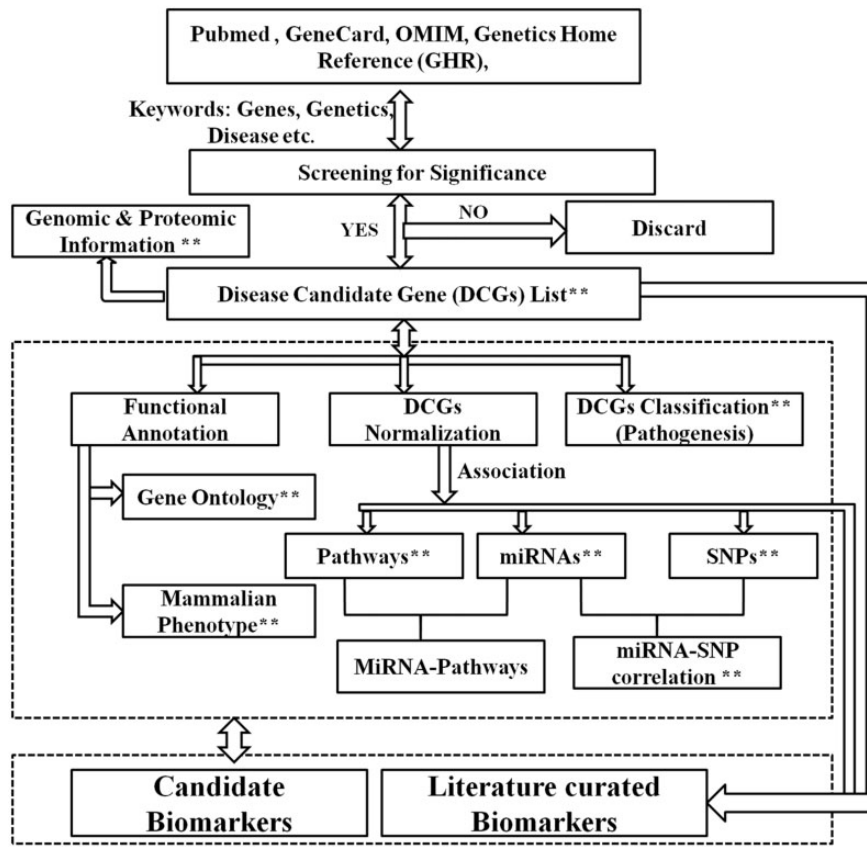 Pubmed , GeneCard, OMIM, Genetics Home
Reference (GHR),
Keywords: Genes, Genetics,
Disease etc.
Screening for Significance
Genomic & Proteomic
Information **
YES
NO
Discard
Disease Candidate Gene (DCGs) List**
Functional
Annotation
DCGs
Normalization
DCGs Classification**
(Pathogenesis)
Association
Gene Ontology**
Pathways**
miRNAs**
SNPs**
Mammalian
Phenotype**
MiRNA-Pathways
miRNA-SNP
correlation **
Candidate
Biomarkers
Literature curated
Biomarkers